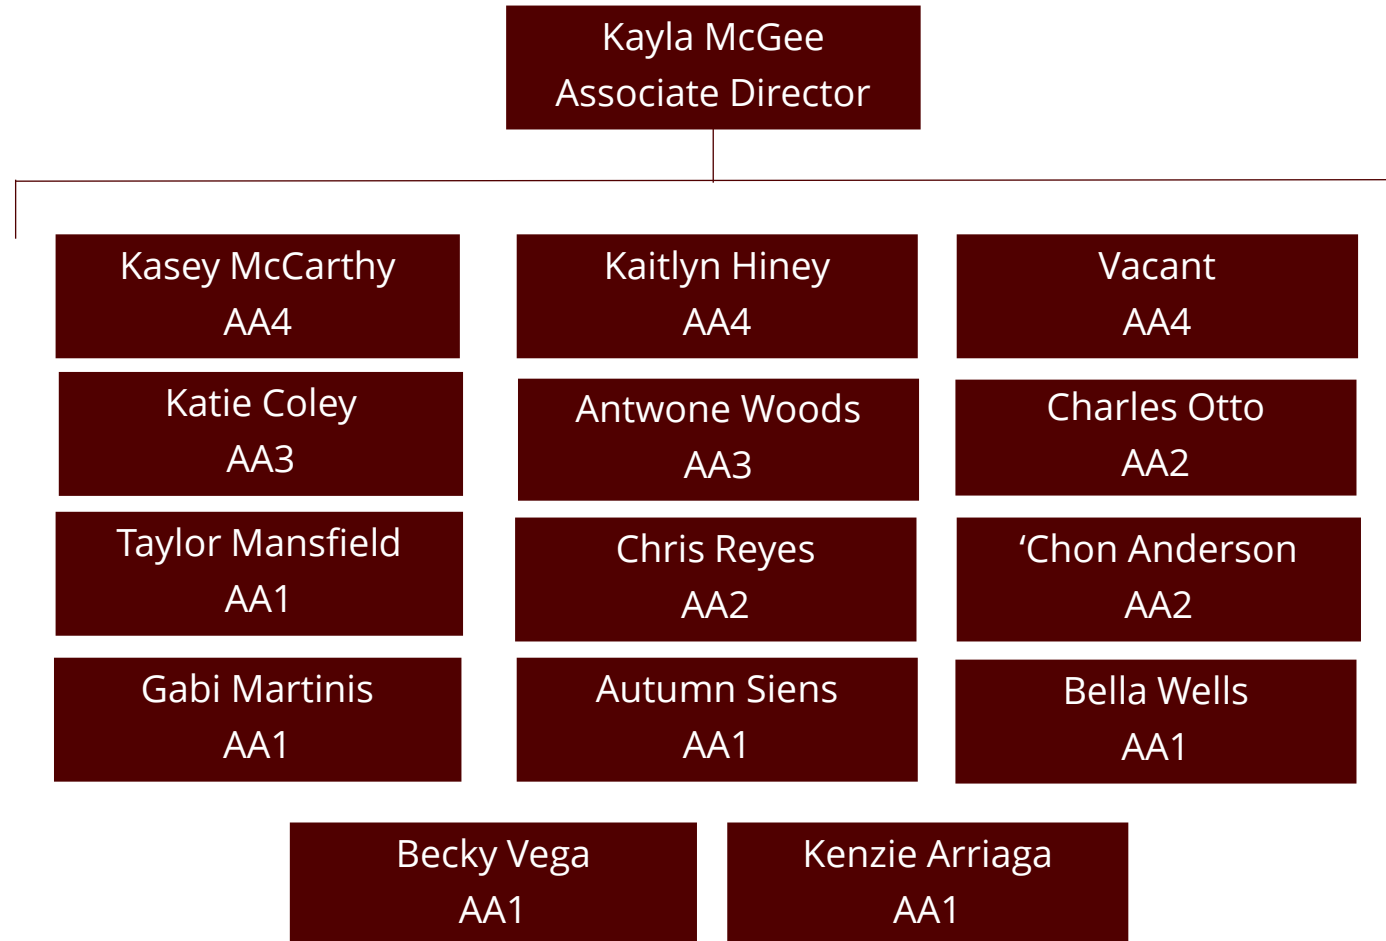 Kayla McGee
Associate Director
Kasey McCarthy
AA4
Kaitlyn Hiney
AA4
Vacant
AA4
Katie Coley
AA3
Antwone Woods
AA3
Charles Otto
AA2
Taylor Mansfield
AA1
Chris Reyes
AA2
‘Chon Anderson
AA2
Gabi Martinis
AA1
Autumn Siens
AA1
Bella Wells
AA1
Becky Vega
AA1
Kenzie Arriaga
AA1